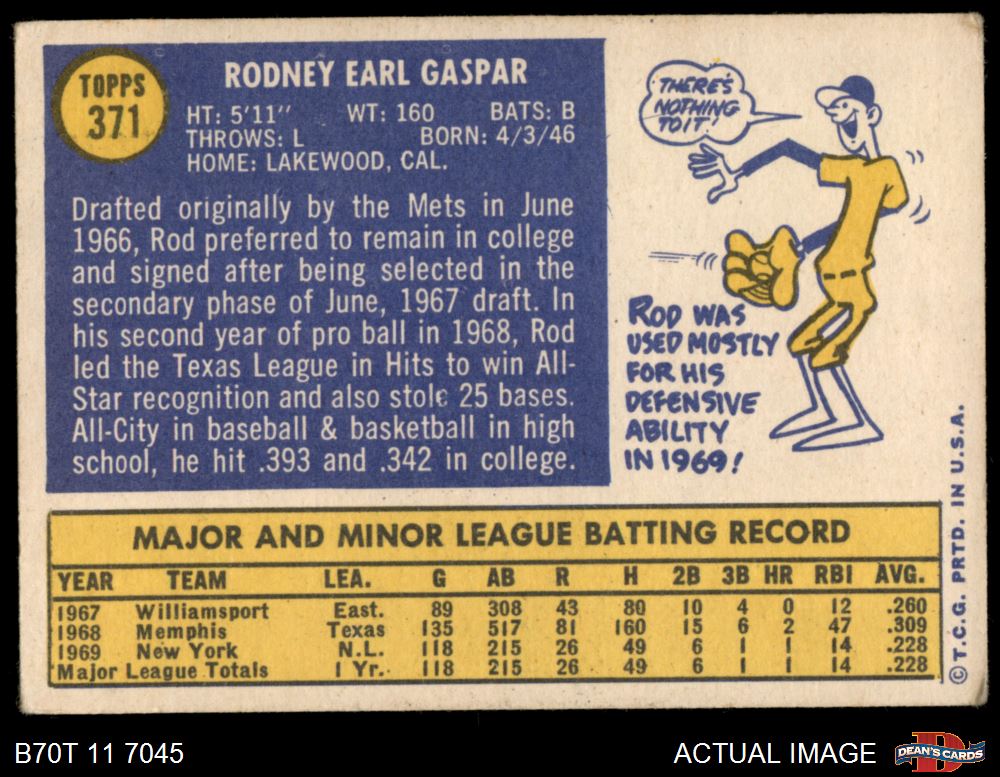 TOPPS
371
RODNEY EARL GASPAR
HT: 5'11" WT: 160 BATS: B
THROWS: L BORN: 4/3/46
HOME: LAKEWOOD, CAL.
Drafted originally by the Mets in June
1966, Rod preferred to remain in college
and signed after being selected in the
secondary phase of June, 1967 draft. In
his second year of pro ball in 1968, Rod
led the Texas League in Hits to win All-
Star recognition and also stole 25 bases.
All-City in baseball & basketball in high
school, he hit .393 and .342 in college.
THERE'S
NOTHING
TO IT!
ROD WAS
USED MOSTLY
FOR HIS
DEFENSIVE
ABILITY
IN 1969!
MAJOR AND MINOR LEAGUE BATTING RECORD
YEAR TEAM LEA. G AB R H 2B 3B HR RBI AVG.
1967 Williamsport East. 89 308 43 80 10 4 0 12 .260
1968 Memphis Texas 135 517 81 160 15 6 2 47 .309
1969 New York N.L. 118 215 26 49 6 1 1 14 .228
Major League Totals 1 Yr. 118 215 26 49 6 1 1 14 .228
© T.C.G. PRTD. IN U.S.A.
B70T 11 7045
ACTUAL IMAGE
D
DEAN'S CARDS